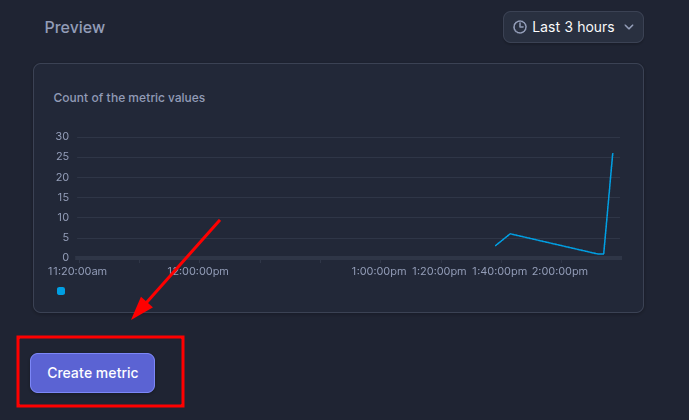 Preview
Last 3 hours
Count of the metric values
30
25
20
15
10
5
0
11:20:00am 12:00:00pm 1:00:00pm 1:20:00pm 1:40:00pm 2:00:00pm
Create metric